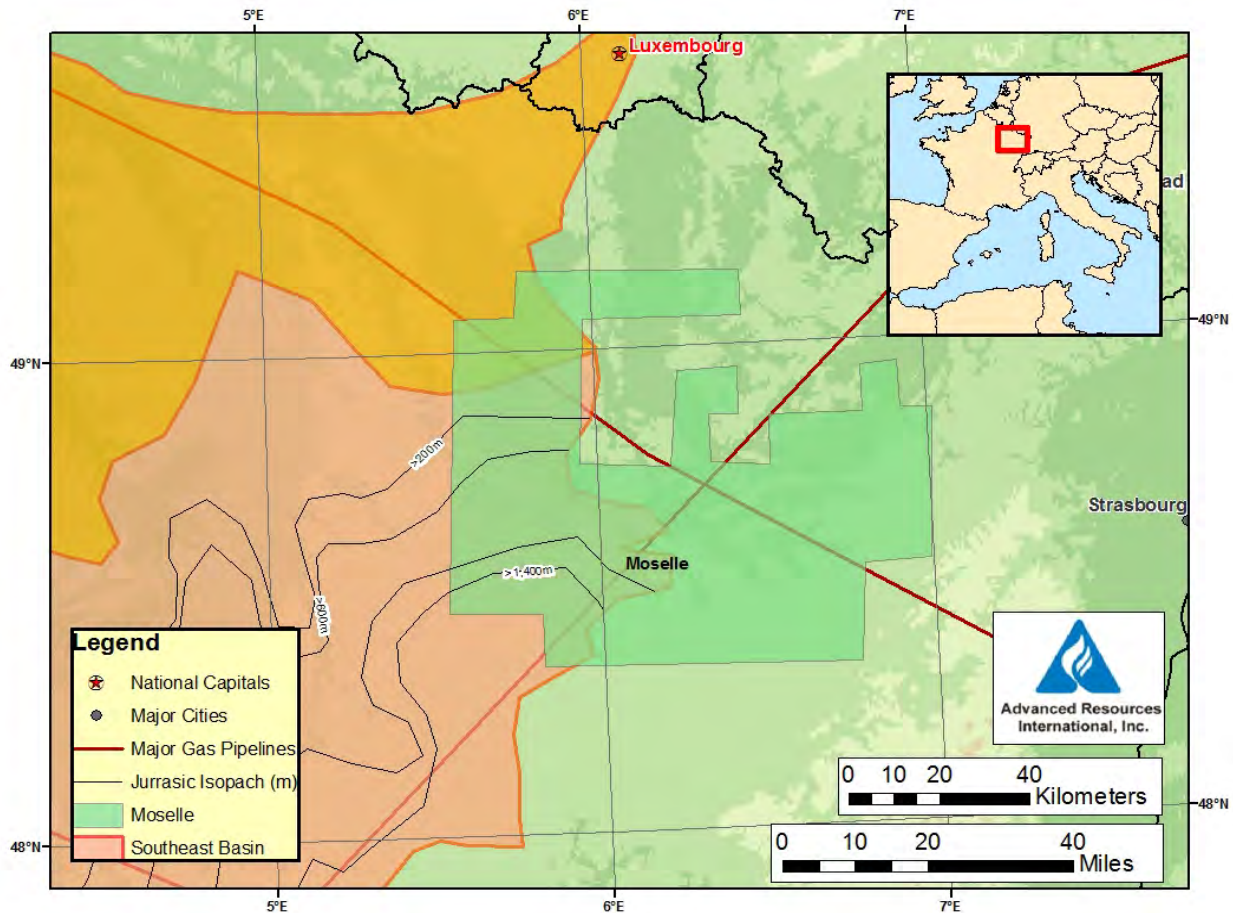 5°E
6°E
7°E
Luxembourg
ad
49°N
49°N
>200m
Strasbourg
Moselle
>1,400m
>600m
Legend
National Capitals
Major Cities
Major Gas Pipelines
Jurrasic Isopach (m)
Moselle
Southeast Basin
Advanced Resources
International, Inc.
0 10 20 40
Kilometers
0 10 20 40
Miles
48°N
48°N
5°E
6°E
7°E